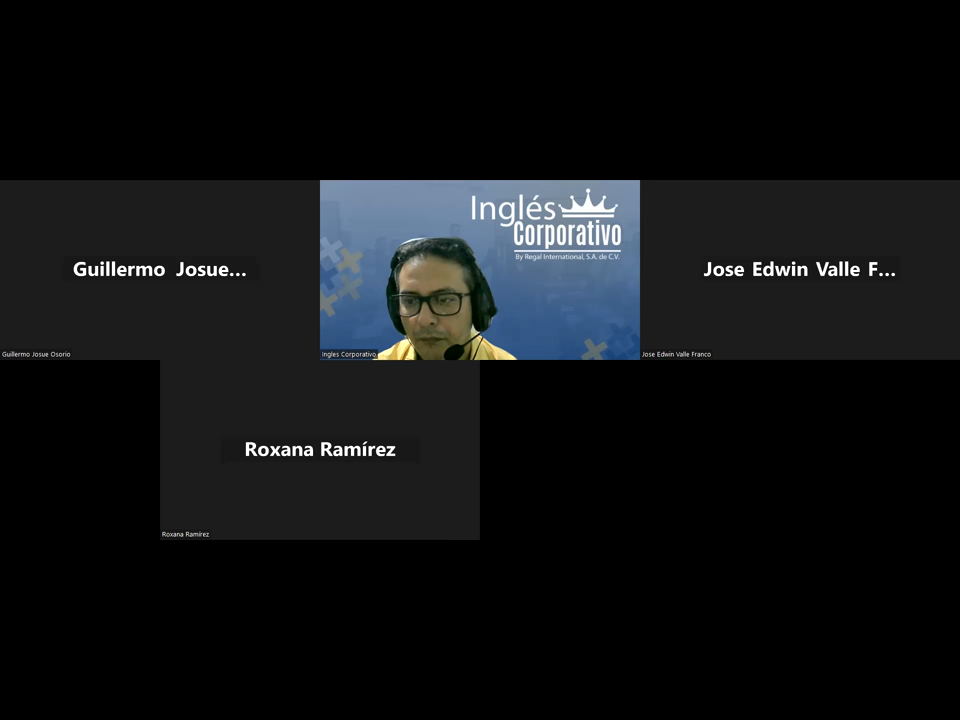 Guillermo Josue...
Guillermo Josue Osorio
Inglés
Corporativo
By Regal International, S.A. de C.V.
Ingles Corporativo
Jose Edwin Valle F...
Jose Edwin Valle Franco
Roxana Ramírez
Roxana Ramírez